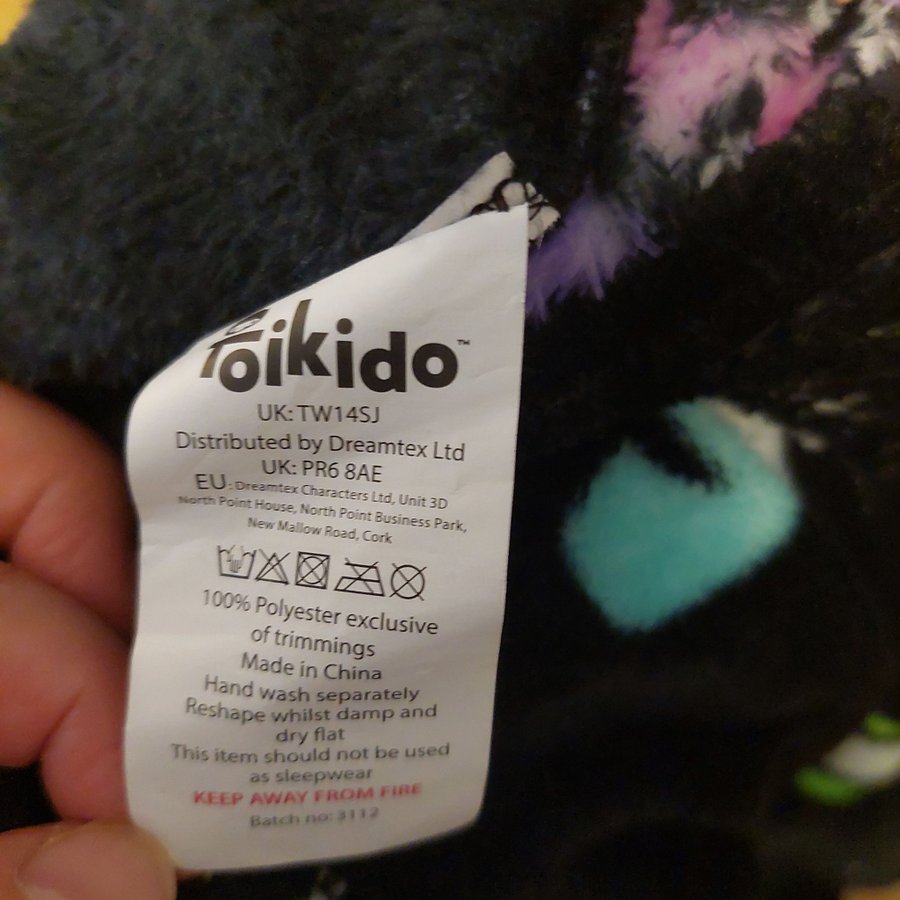 Toikido™
UK: TW14SJ
Distributed by Dreamtex Ltd
UK: PR6 8AE
EU: Dreamtex Characters Ltd, Unit 3D
North Point House, North Point Business Park,
New Mallow Road, Cork
100% Polyester exclusive
of trimmings
Made in China
Hand wash separately
Reshape whilst damp and
dry flat
This item should not be used
as sleepwear
KEEP AWAY FROM FIRE
Batch no: 3112